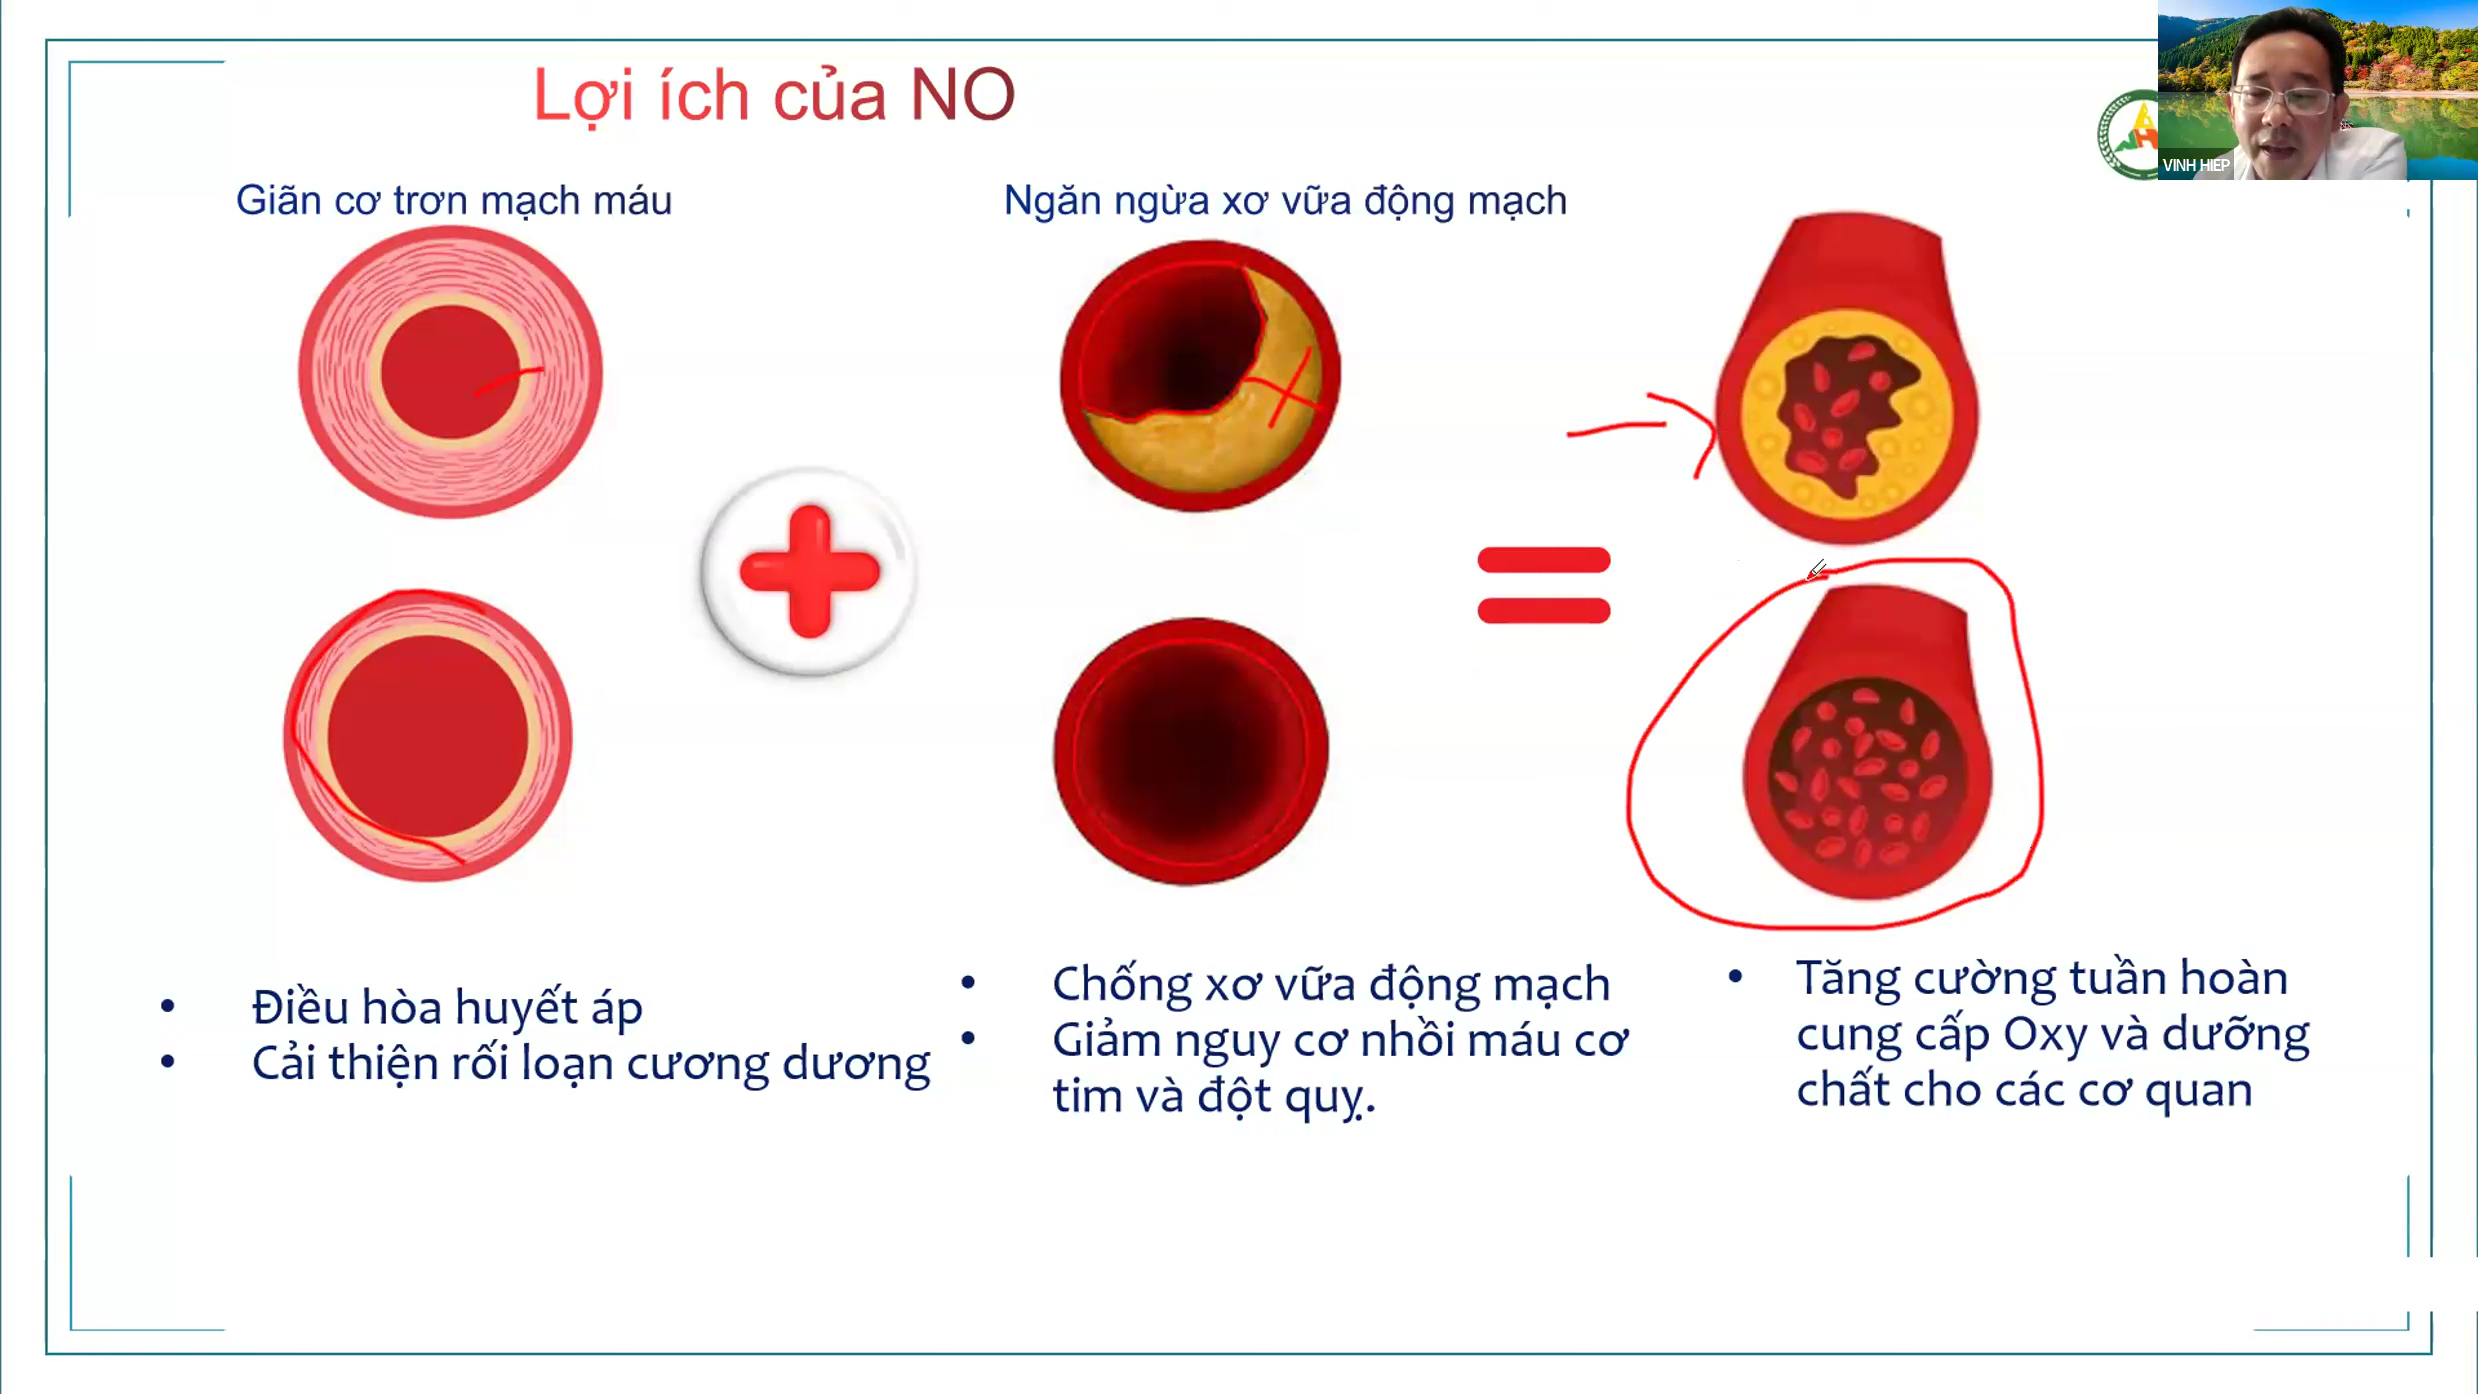 Lợi ích của NO
VINH HIEP
Giãn cơ trơn mạch máu
Ngăn ngừa xơ vữa động mạch
• Điều hòa huyết áp
• Cải thiện rối loạn cương dương
• Chống xơ vữa động mạch
• Giảm nguy cơ nhồi máu cơ
tim và đột quỵ.
• Tăng cường tuần hoàn
cung cấp Oxy và dưỡng
chất cho các cơ quan